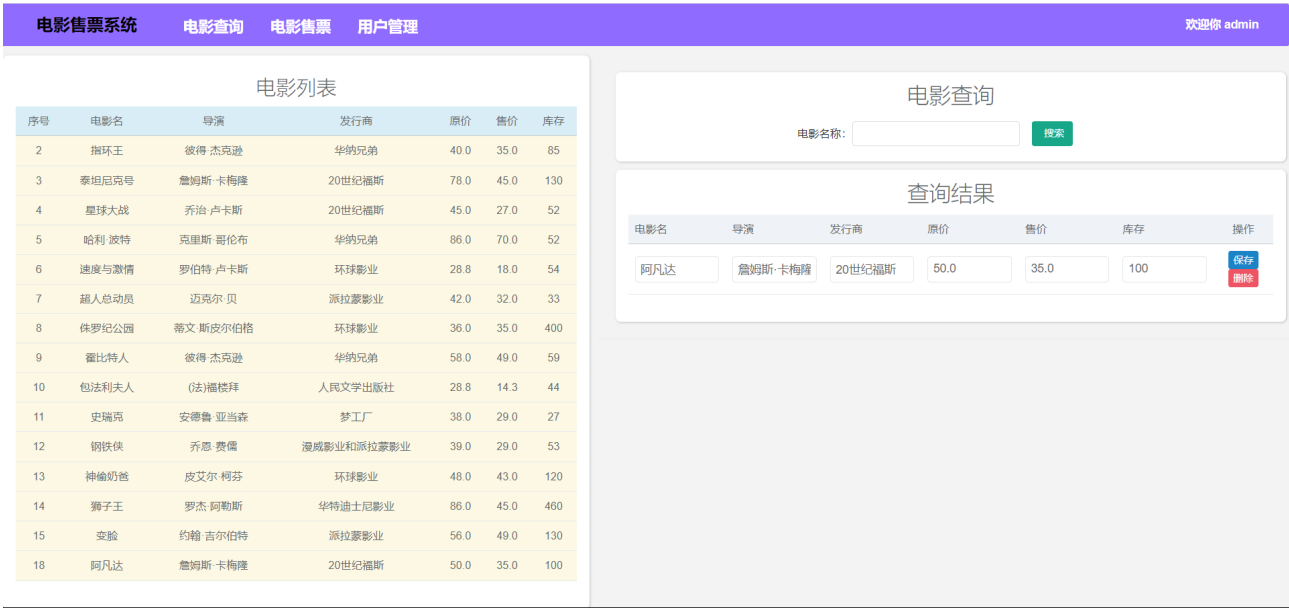 电影售票系统 电影查询 电影售票 用户管理 欢迎你 admin
电影列表
序号 电影名 导演 发行商 原价 售价 库存
2 指环王 彼得·杰克逊 华纳兄弟 40.0 35.0 85
3 泰坦尼克号 詹姆斯·卡梅隆 20世纪福斯 78.0 45.0 130
4 星球大战 乔治·卢卡斯 20世纪福斯 45.0 27.0 52
5 哈利·波特 克里斯·哥伦布 华纳兄弟 86.0 70.0 52
6 速度与激情 罗伯特·卢卡斯 环球影业 28.8 18.0 54
7 超人总动员 迈克尔·贝 派拉蒙影业 42.0 32.0 33
8 侏罗纪公园 蒂文·斯皮尔伯格 环球影业 36.0 35.0 400
9 霍比特人 彼得·杰克逊 华纳兄弟 58.0 49.0 59
10 包法利夫人 (法)福楼拜 人民文学出版社 28.8 14.3 44
11 史瑞克 安德鲁·亚当森 梦工厂 38.0 29.0 27
12 钢铁侠 乔恩·费儒 漫威影业和派拉蒙影业 39.0 29.0 53
13 神偷奶爸 皮艾尔·柯芬 环球影业 48.0 43.0 120
14 狮子王 罗杰·阿勒斯 华特迪士尼影业 86.0 45.0 460
15 变脸 约翰·吉尔伯特 派拉蒙影业 56.0 49.0 130
18 阿凡达 詹姆斯·卡梅隆 20世纪福斯 50.0 35.0 100
电影查询
电影名称： 搜索
查询结果
电影名 导演 发行商 原价 售价 库存 操作
阿凡达 詹姆斯·卡梅隆 20世纪福斯 50.0 35.0 100 保存
删除